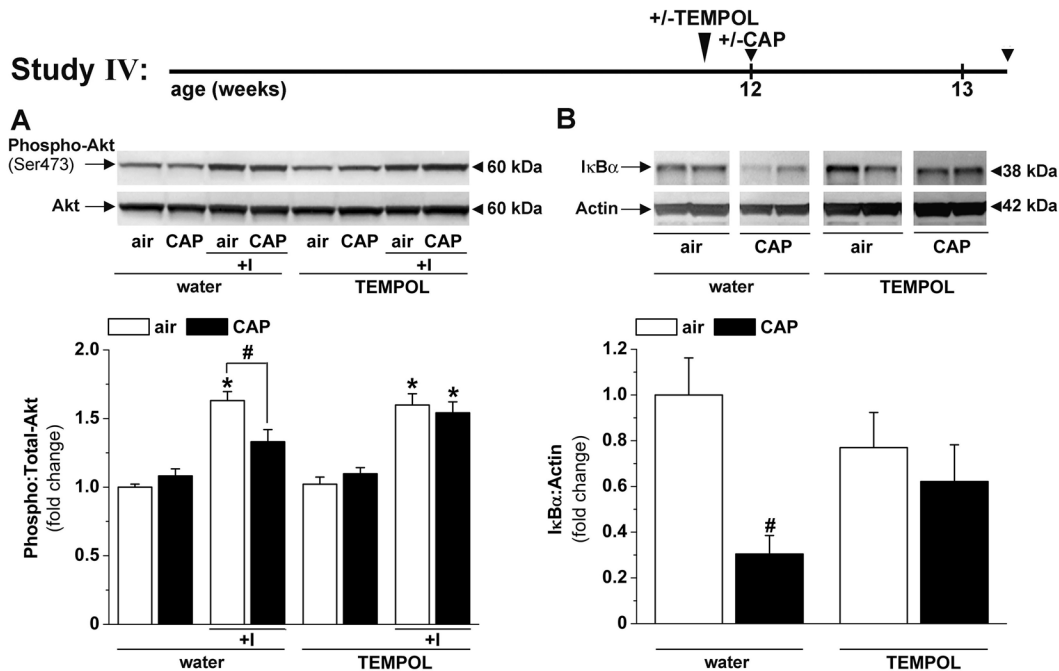 +/-TEMPOL
+/-CAP
Study IV:
age (weeks)
12
13
A
Phospho-Akt
(Ser473)
60 kDa
Akt
60 kDa
air CAP air CAP air CAP air CAP
+I +I
water TEMPOL
air CAP
Phospho:Total-Akt
(fold change)
2.0
1.5
1.0
0.5
0
#
*
* *
+I +I
water TEMPOL
B
IκBα
38 kDa
Actin
42 kDa
air CAP air CAP
water TEMPOL
air CAP
IκBα:Actin
(fold change)
1.2
1.0
0.8
0.6
0.4
0.2
0
#
water TEMPOL